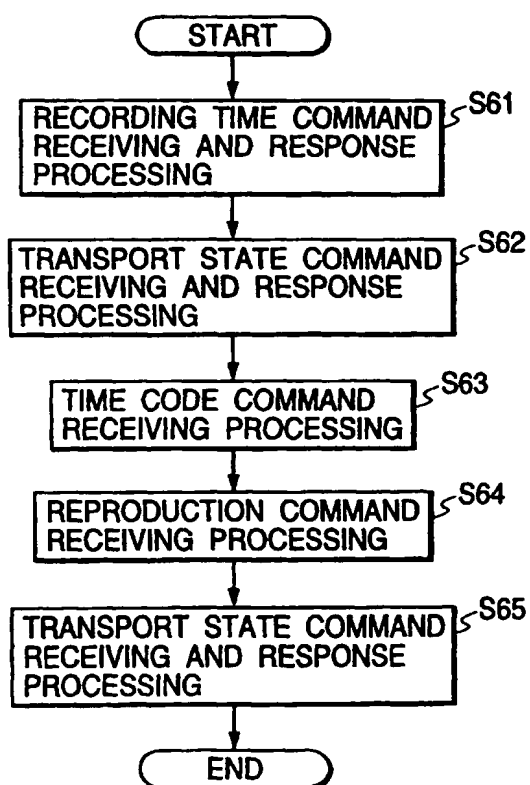 START
RECORDING TIME COMMAND
RECEIVING AND RESPONSE
PROCESSING
S61
TRANSPORT STATE COMMAND
RECEIVING AND RESPONSE
PROCESSING
S62
TIME CODE COMMAND
RECEIVING PROCESSING
S63
REPRODUCTION COMMAND
RECEIVING PROCESSING
S64
TRANSPORT STATE COMMAND
RECEIVING AND RESPONSE
PROCESSING
S65
END